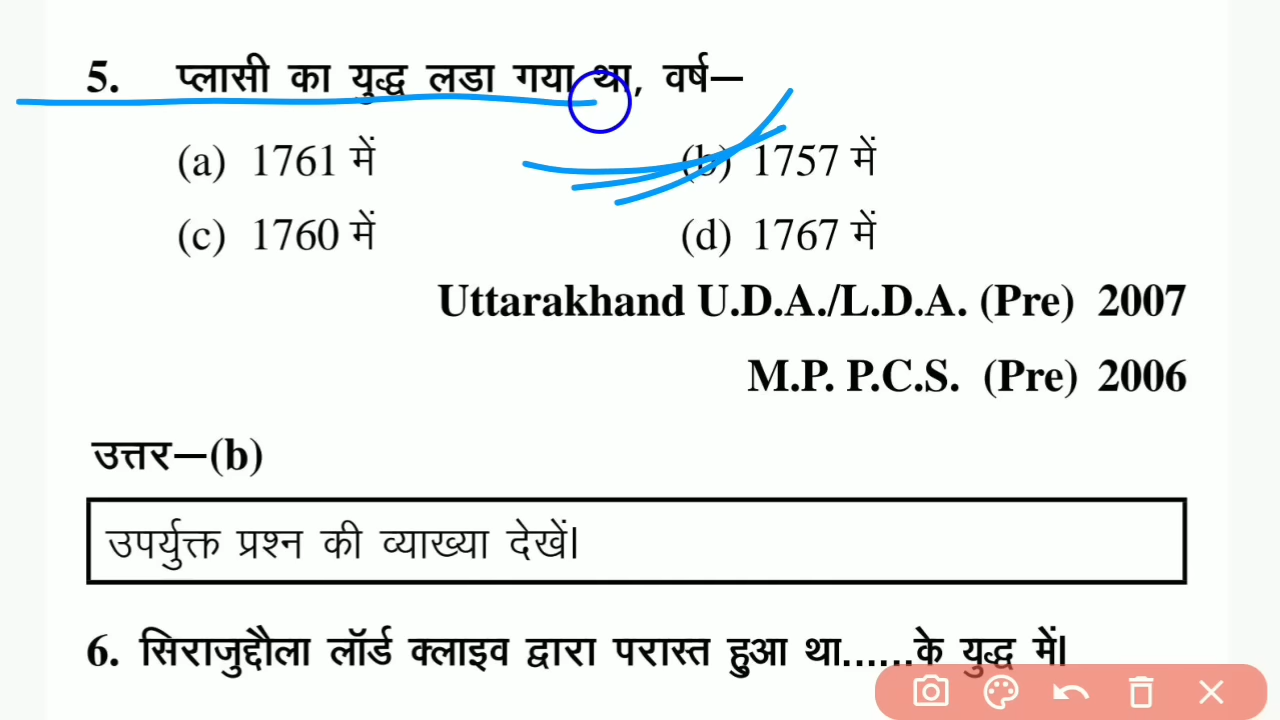 5. प्लासी का युद्ध लडा गया था, वर्ष—
(a) 1761 में (b) 1757 में
(c) 1760 में (d) 1767 में
Uttarakhand U.D.A./L.D.A. (Pre) 2007
M.P. P.C.S. (Pre) 2006
उत्तर—(b)
उपर्युक्त प्रश्न की व्याख्या देखें।
6. सिराजुद्दौला लॉर्ड क्लाइव द्वारा परास्त हुआ था......के युद्ध में।